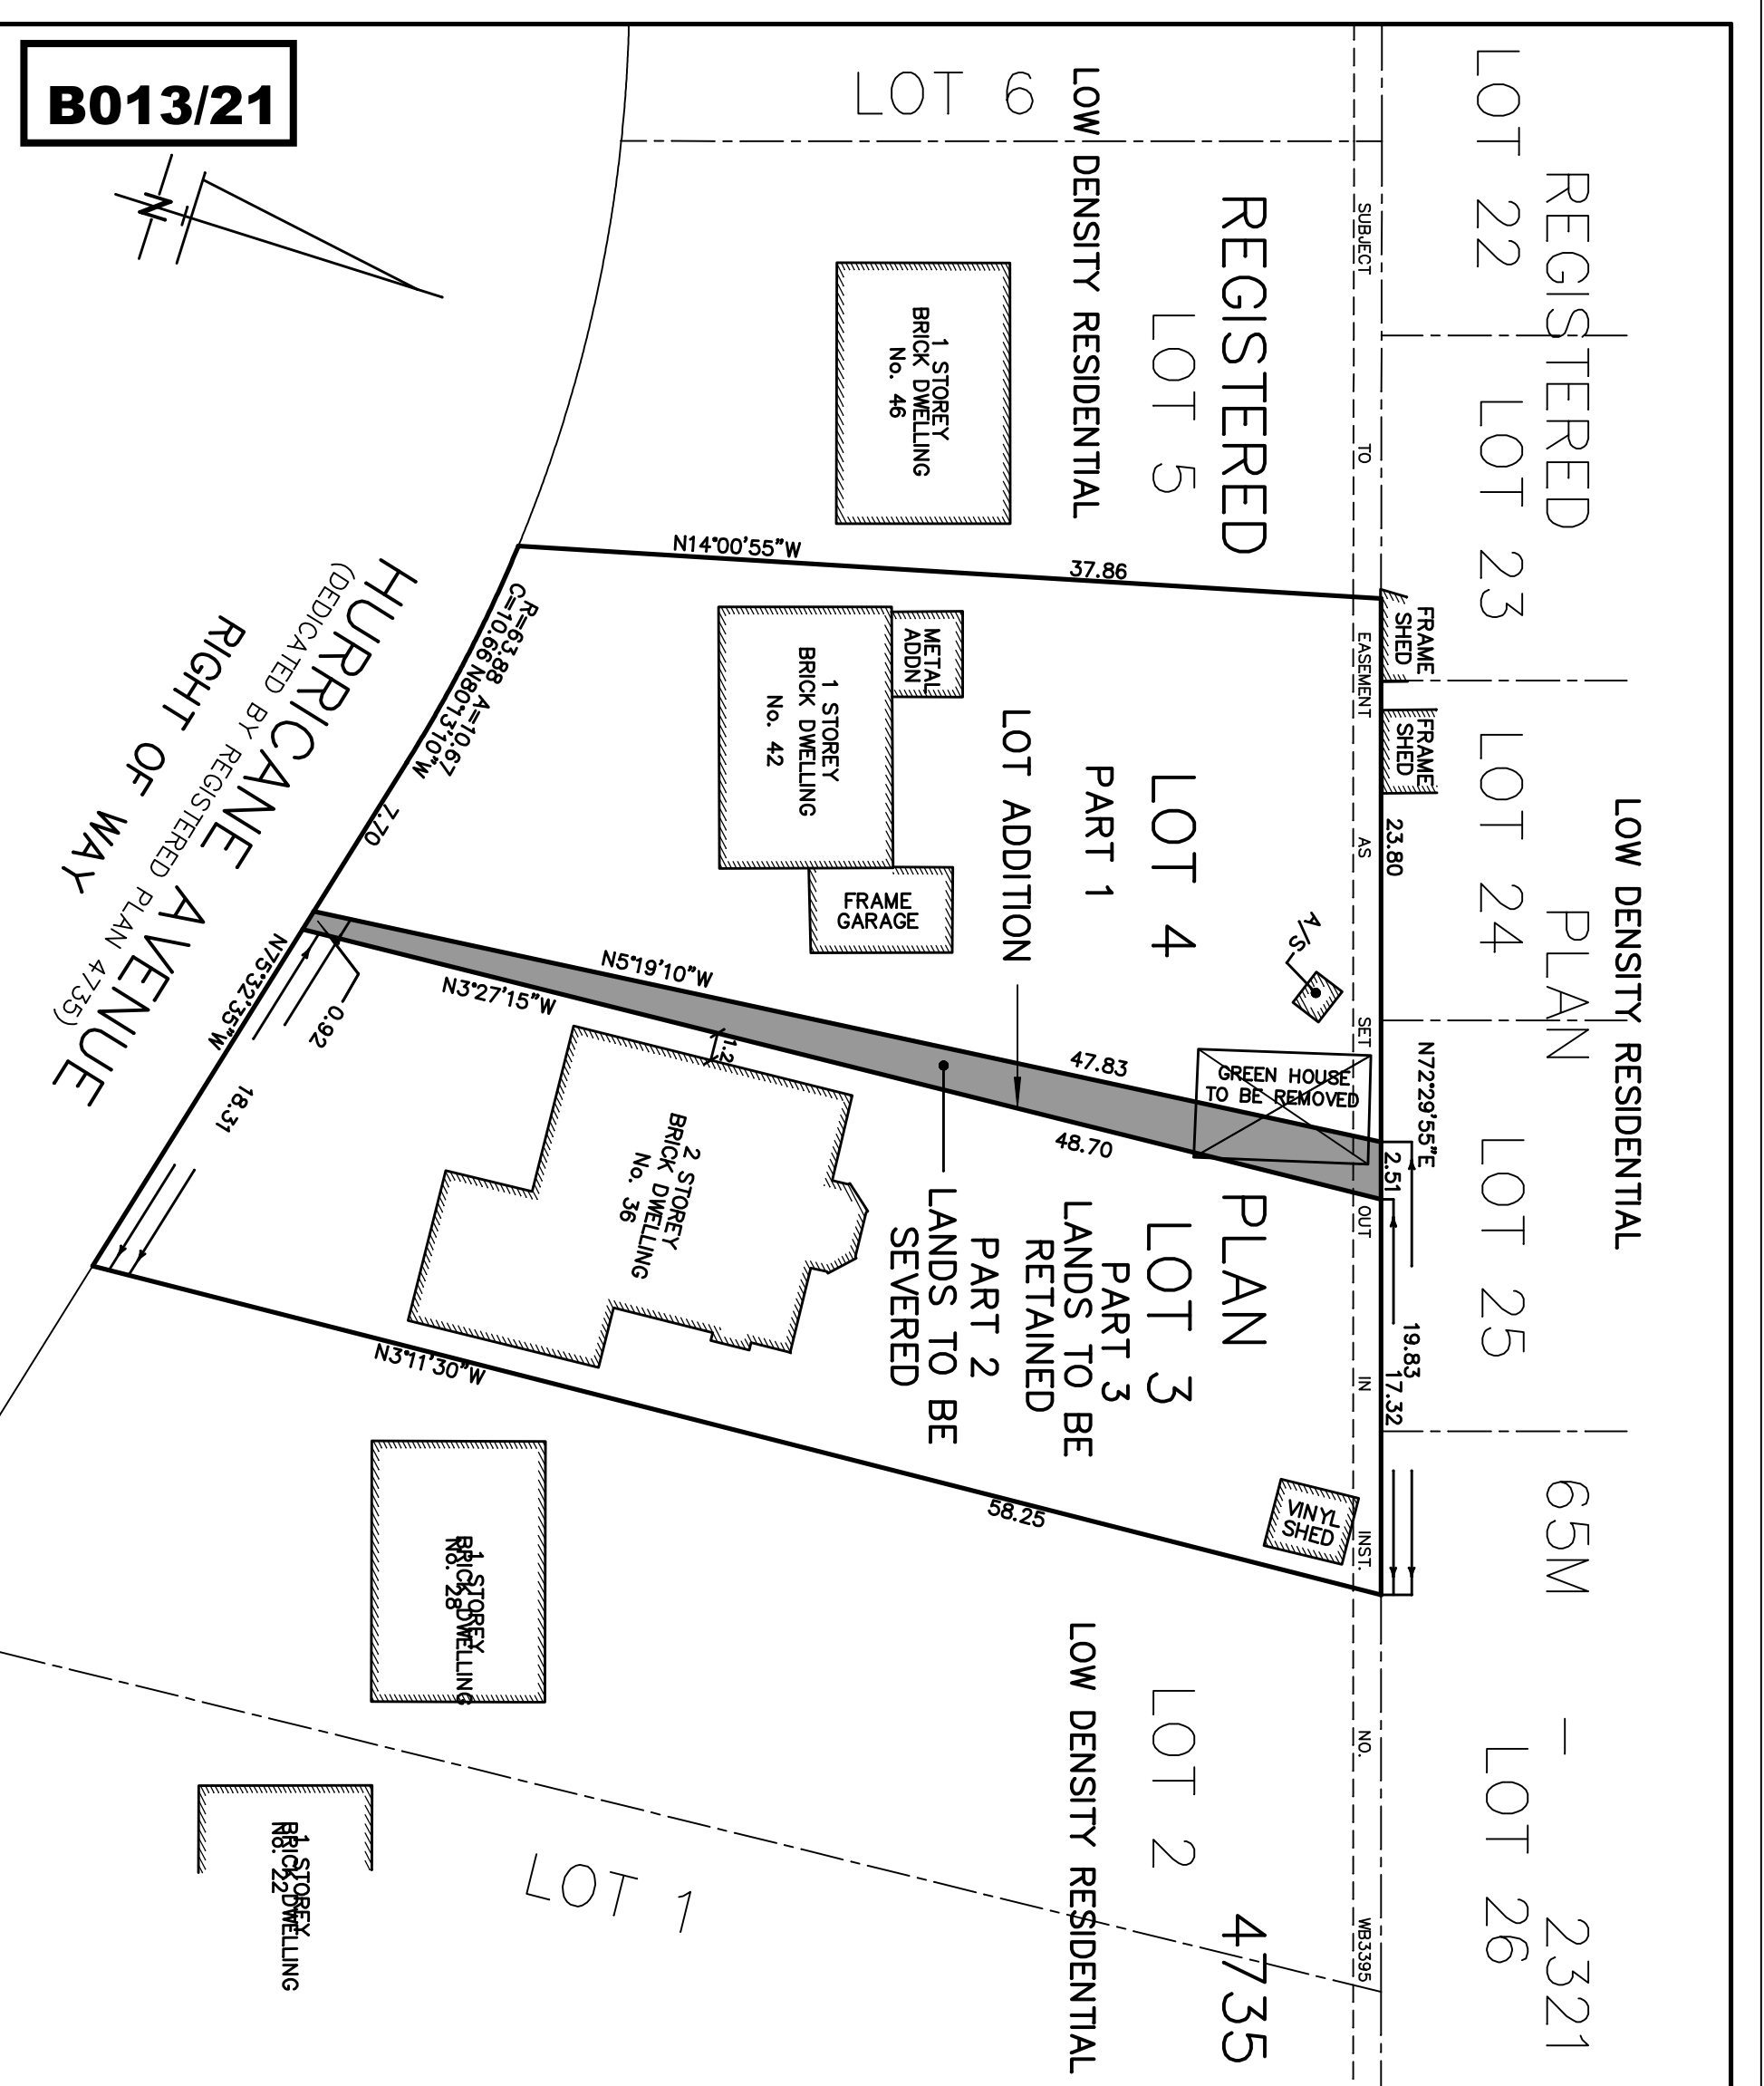 B013/21
N
LOW DENSITY RESIDENTIAL
REGISTERED PLAN 65M - 2321
LOT 22
LOT 23
LOT 24
LOT 25
LOT 26
FRAME
SHED
FRAME
SHED
23.80
N72°29'55"E
2.51
19.83
17.32
SUBJECT TO EASEMENT AS SET OUT IN INST. NO. WB3395
REGISTERED PLAN 4735
LOT 6
LOT 5
LOT 4
LOT 3
LOT 2
LOT 1
LOW DENSITY RESIDENTIAL
LOW DENSITY RESIDENTIAL
PART 1
LOT ADDITION
A/S
GREEN HOUSE
TO BE REMOVED
PART 3
LANDS TO BE
RETAINED
PART 2
LANDS TO BE
SEVERED
VINYL
SHED
1 STOREY
BRICK DWELLING
No. 46
N14°00'55"W
37.86
METAL
ADDN
1 STOREY
BRICK DWELLING
No. 42
FRAME
GARAGE
N5°19'10"W
47.83
N3°27'15"W
48.70
1.2
2 STOREY
BRICK DWELLING
No. 36
N3°11'30"W
58.25
1 STOREY
BRICK DWELLING
No. 28
1 STOREY
BRICK DWELLING
No. 22
R=63.88 A=10.67
C=10.66 N80°13'10"W
7.70
0.92
N75°32'35"W
18.31
HURRICANE AVENUE
(DEDICATED BY REGISTERED PLAN 4735)
RIGHT OF WAY